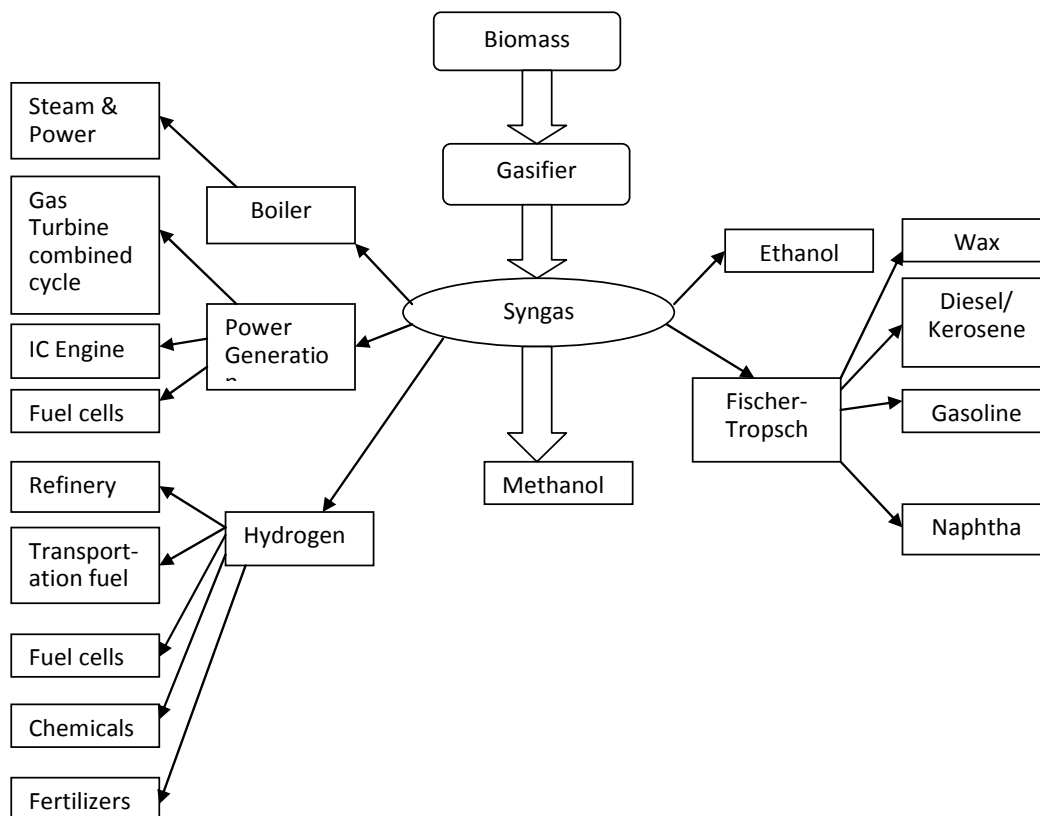 Biomass
Gasifier
Syngas
Methanol
Boiler
Steam &
Power
Power
Generatio
n
Gas
Turbine
combined
cycle
IC Engine
Fuel cells
Hydrogen
Refinery
Transport-
ation fuel
Fuel cells
Chemicals
Fertilizers
Ethanol
Fischer-
Tropsch
Wax
Diesel/
Kerosene
Gasoline
Naphtha